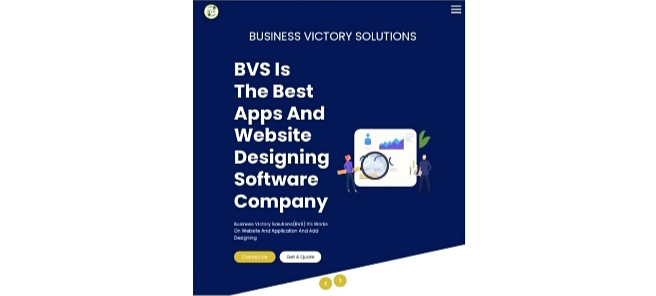 BUSINESS VICTORY SOLUTIONS
BVS Is
The Best
Apps And
Website
Designing
Software
Company
Business Victory Solutions(BVS) It's Works
On Website And Application And Add
Designing
Contact Us
Get A Quote